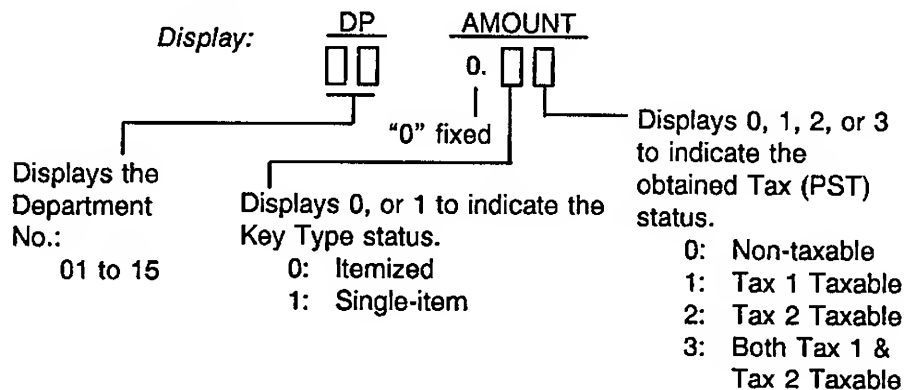 Display:
DP
AMOUNT
0.
"0" fixed
Displays the
Department
No.:
01 to 15
Displays 0, or 1 to indicate the
Key Type status.
0: Itemized
1: Single-item
Displays 0, 1, 2, or 3
to indicate the
obtained Tax (PST)
status.
0: Non-taxable
1: Tax 1 Taxable
2: Tax 2 Taxable
3: Both Tax 1 &
Tax 2 Taxable